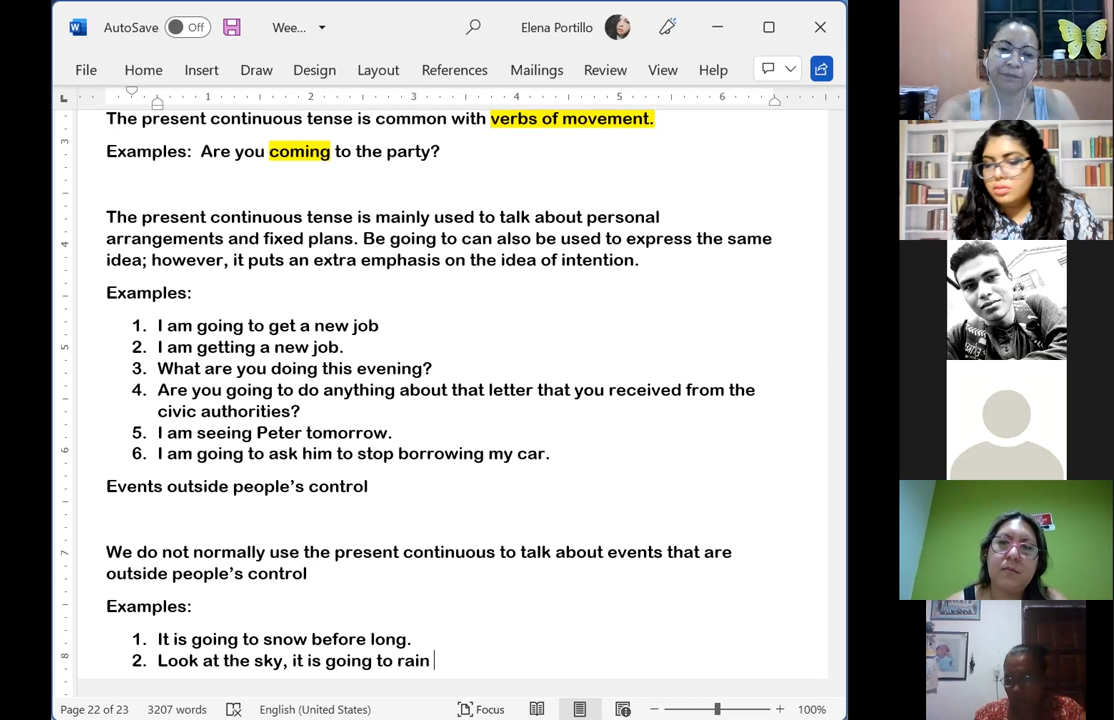 AutoSave Off Wee... Elena Portillo
File Home Insert Draw Design Layout References Mailings Review View Help
1 2 3 4 5 6
The present continuous tense is common with verbs of movement.
Examples:  Are you coming to the party?
The present continuous tense is mainly used to talk about personal
arrangements and fixed plans. Be going to can also be used to express the same
idea; however, it puts an extra emphasis on the idea of intention.
Examples:
1. I am going to get a new job
2. I am getting a new job.
3. What are you doing this evening?
4. Are you going to do anything about that letter that you received from the
civic authorities?
5. I am seeing Peter tomorrow.
6. I am going to ask him to stop borrowing my car.
Events outside people’s control
We do not normally use the present continuous to talk about events that are
outside people’s control
Examples:
1. It is going to snow before long.
2. Look at the sky, it is going to rain
Page 22 of 23 3207 words English (United States) Focus 100%